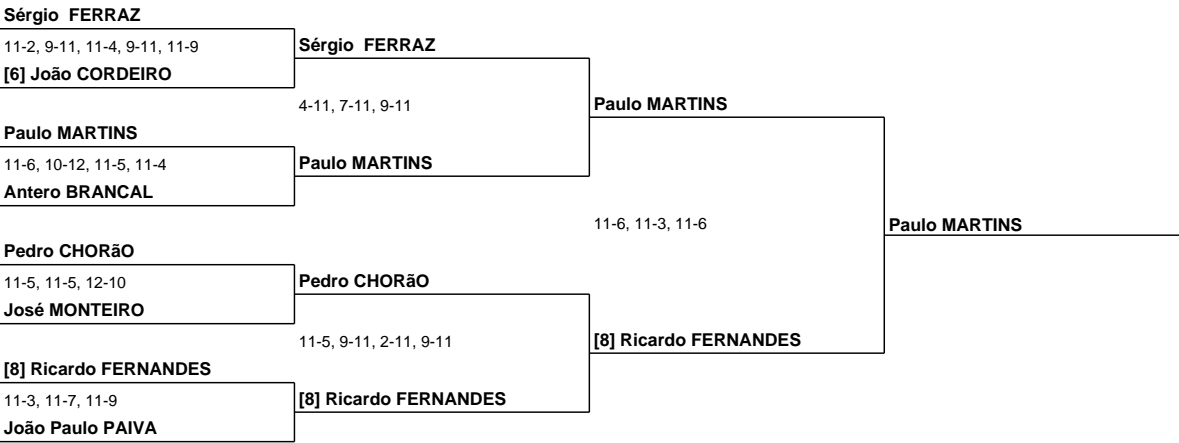 Sérgio  FERRAZ
11-2, 9-11, 11-4, 9-11, 11-9
Sérgio  FERRAZ
[6] João CORDEIRO
4-11, 7-11, 9-11
Paulo MARTINS
Paulo MARTINS
11-6, 10-12, 11-5, 11-4
Paulo MARTINS
Antero BRANCAL
11-6, 11-3, 11-6
Paulo MARTINS
Pedro CHORãO
11-5, 11-5, 12-10
Pedro CHORãO
José MONTEIRO
11-5, 9-11, 2-11, 9-11
[8] Ricardo FERNANDES
[8] Ricardo FERNANDES
11-3, 11-7, 11-9
[8] Ricardo FERNANDES
João Paulo PAIVA